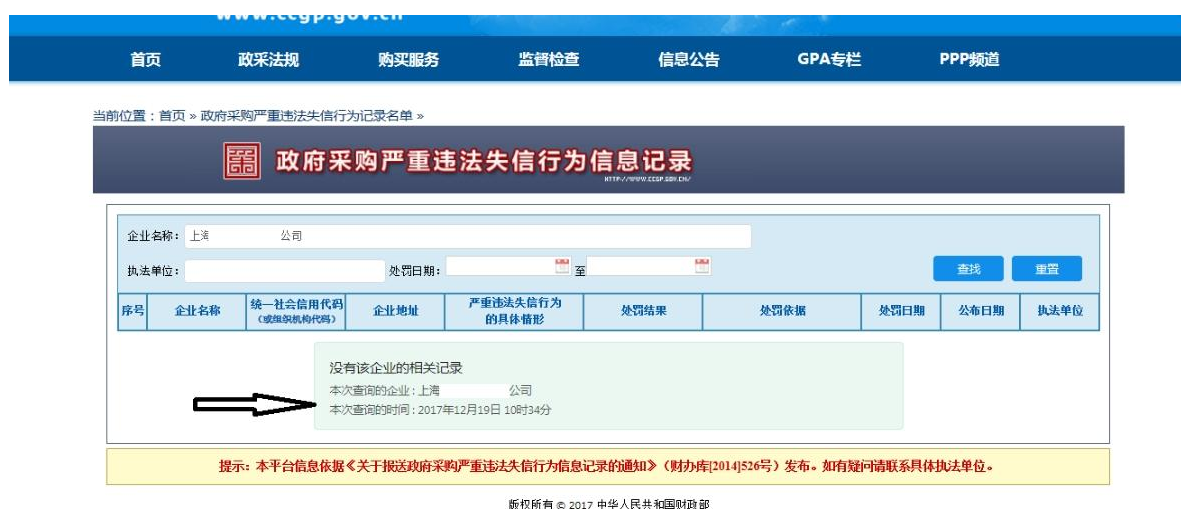 www.ccgp.gov.cn
首页 政采法规 购买服务 监督检查 信息公告 GPA专栏 PPP频道
当前位置：首页 » 政府采购严重违法失信行为记录名单 »
政府采购严重违法失信行为信息记录
HTTP://WWW.CCGP.GOV.CN/
企业名称： 上海 公司
执法单位： 处罚日期： 至 查找 重置
序号 企业名称 统一社会信用代码 企业地址 严重违法失信行为 处罚结果 处罚依据 处罚日期 公布日期 执法单位
（或组织机构代码） 的具体情形
没有该企业的相关记录
本次查询的企业：上海 公司
本次查询的时间：2017年12月19日 10时34分
提示：本平台信息依据《关于报送政府采购严重违法失信行为信息记录的通知》（财办库[2014]526号）发布。如有疑问请联系具体执法单位。
版权所有 © 2017 中华人民共和国财政部